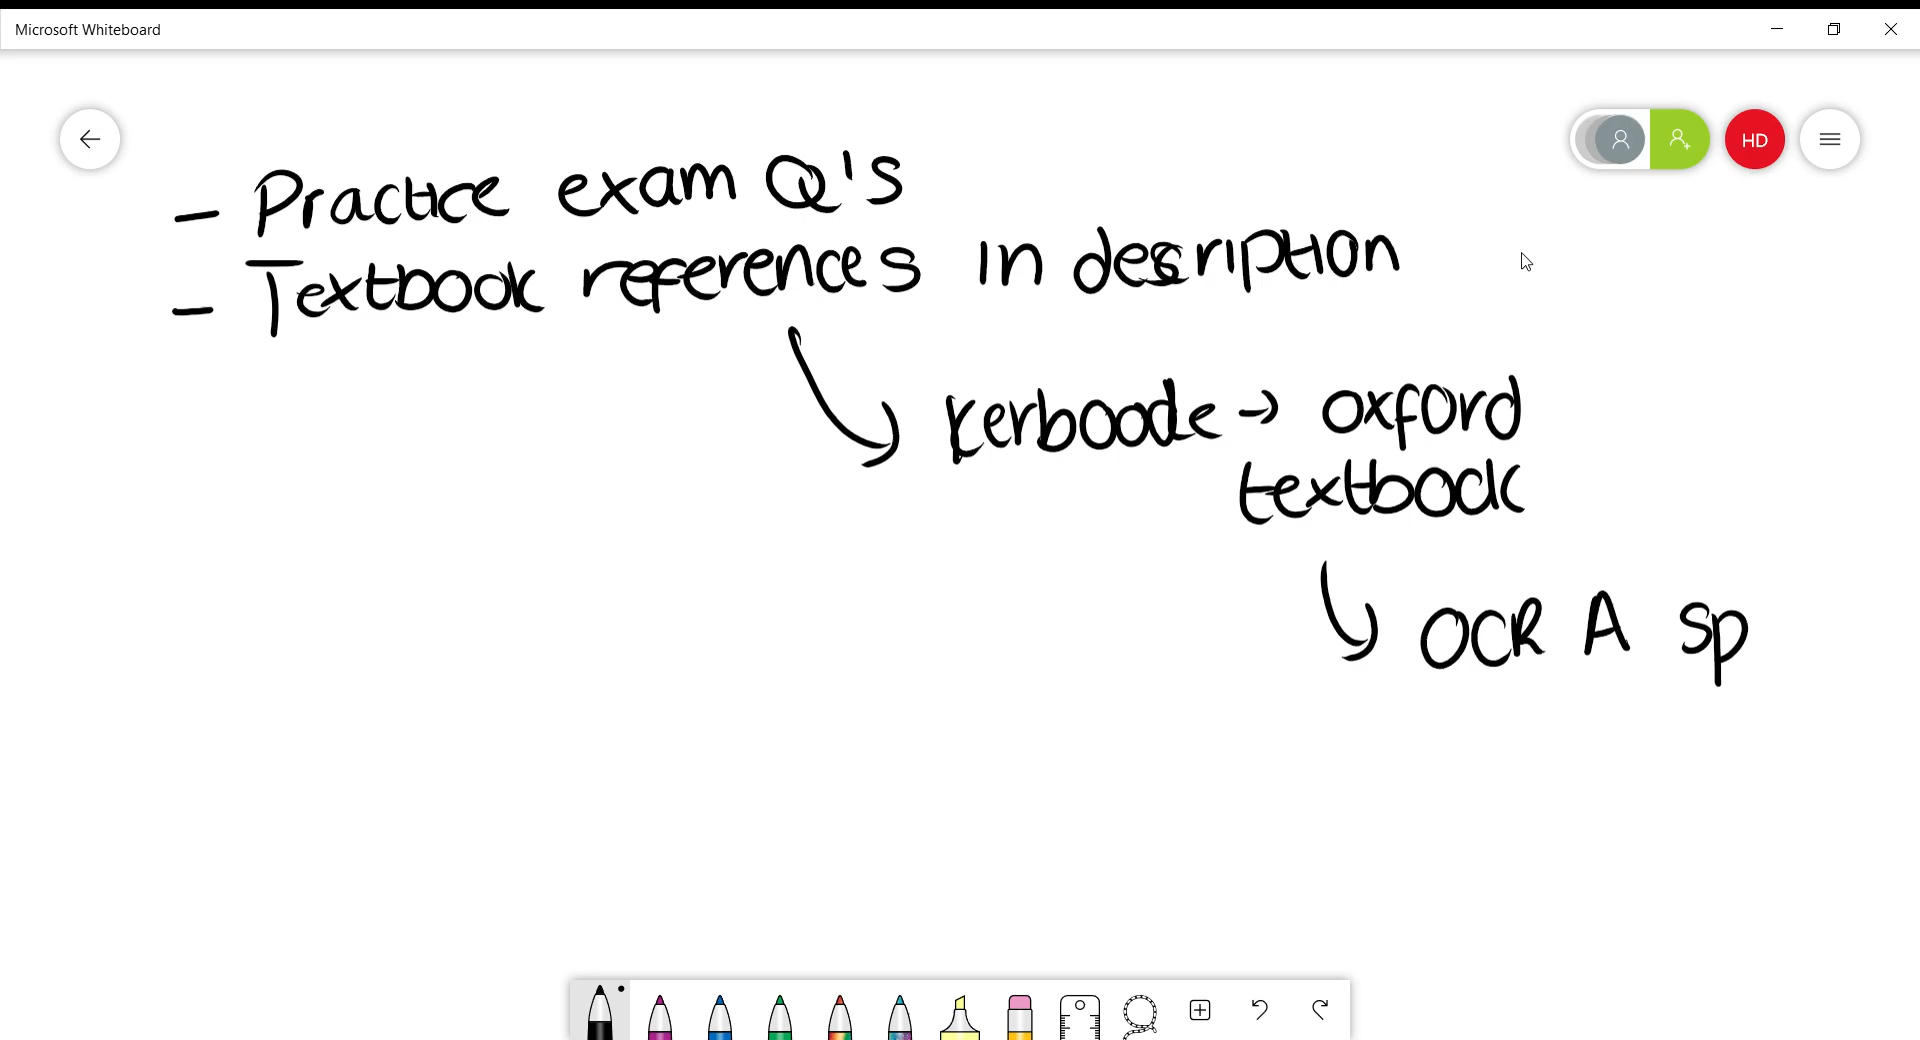 Microsoft Whiteboard
HD
- Practice exam Q's
- Textbook references in description
kerboodle → oxford
textbook
OCR A sp